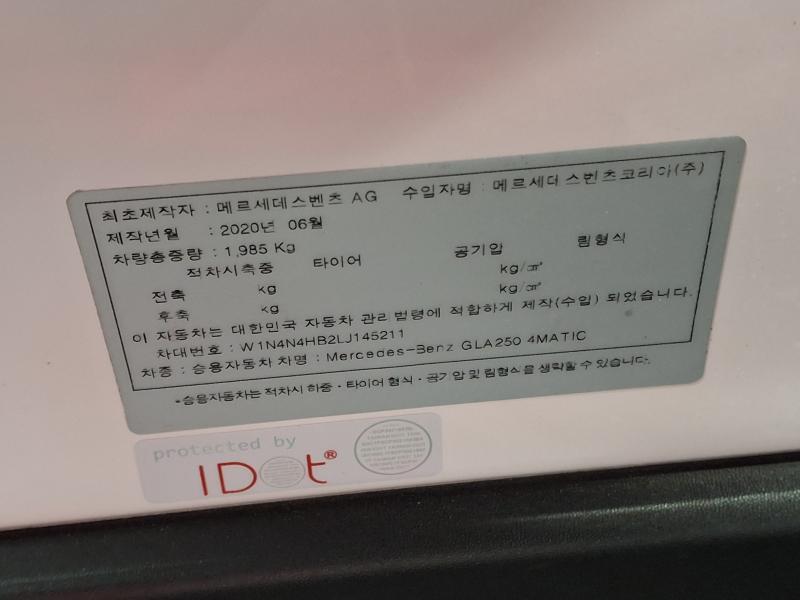 최초제작자 : 메르세데스벤츠 AG 수입자명 : 메르세데스벤츠코리아(주)
제작년월 : 2020년 06월
차량총중량 : 1,985 Kg
적차시축중 타이어 공기압 림형식
전축 kg kg/㎠
후축 kg kg/㎠
이 자동차는 대한민국 자동차 관리법령에 적합하게 제작(수입) 되었습니다.
차대번호 : W1N4N4HB2LJ145211
차종 : 승용자동차 차명 : Mercedes-Benz GLA250 4MATIC
*승용자동차는 적차시 하중·타이어 형식·공기압 및 림형식을 생략할 수 있습니다.
protected by
IDot®